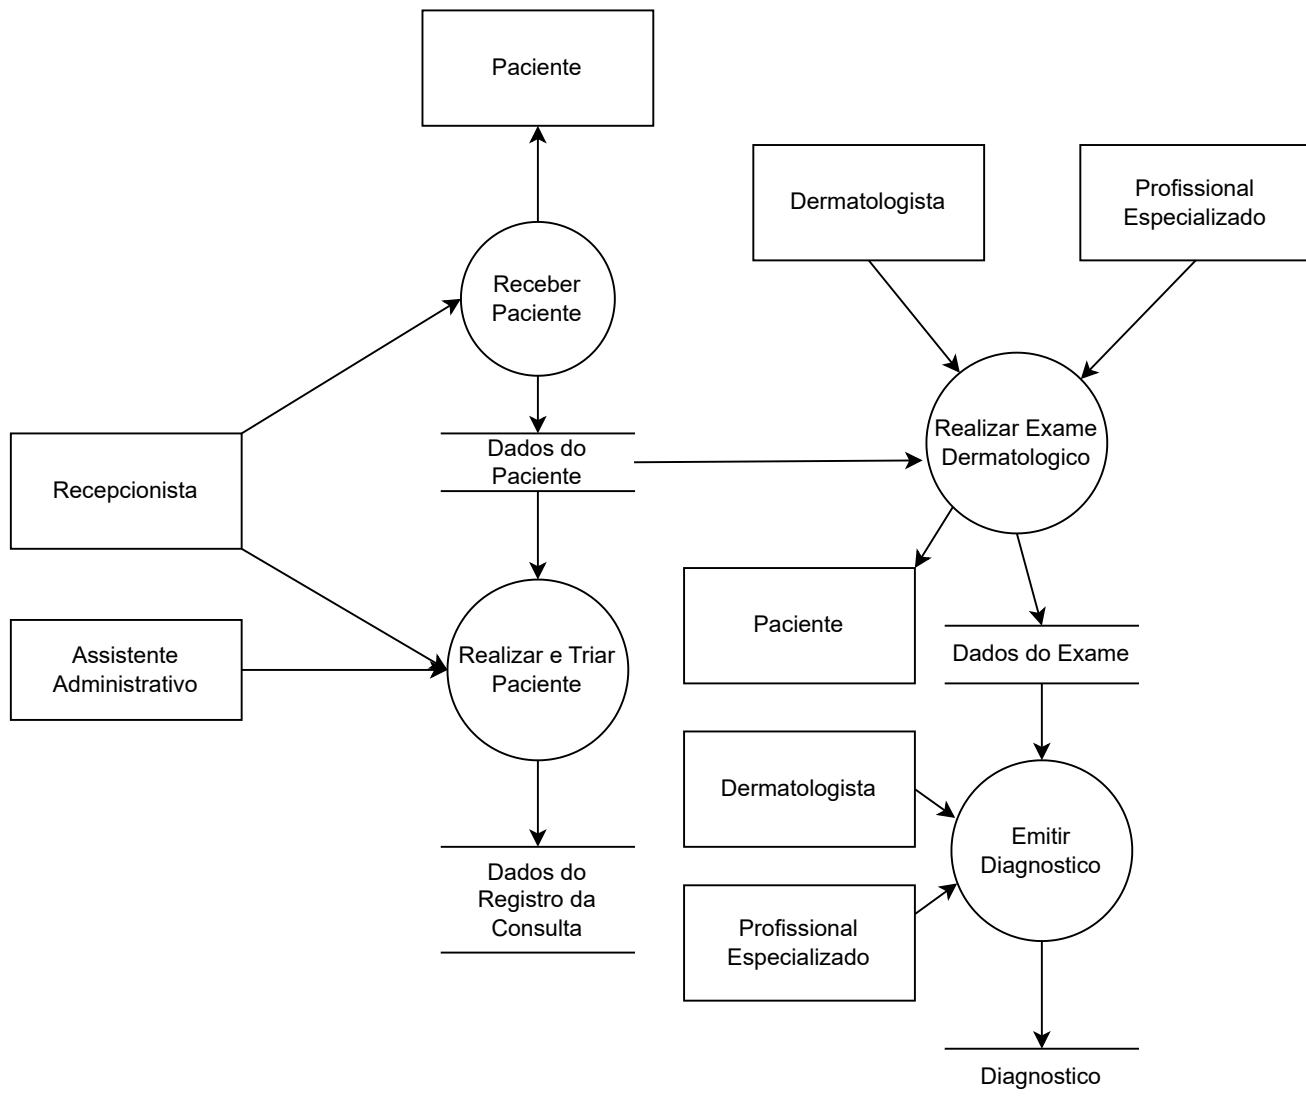 Paciente
Dermatologista
Profissional
Especializado
Receber
Paciente
Realizar Exame
Dermatologico
Dados do
Paciente
Recepcionista
Paciente
Assistente
Administrativo
Realizar e Triar
Paciente
Dados do Exame
Dermatologista
Emitir
Diagnostico
Dados do
Registro da
Consulta
Profissional
Especializado
Diagnostico